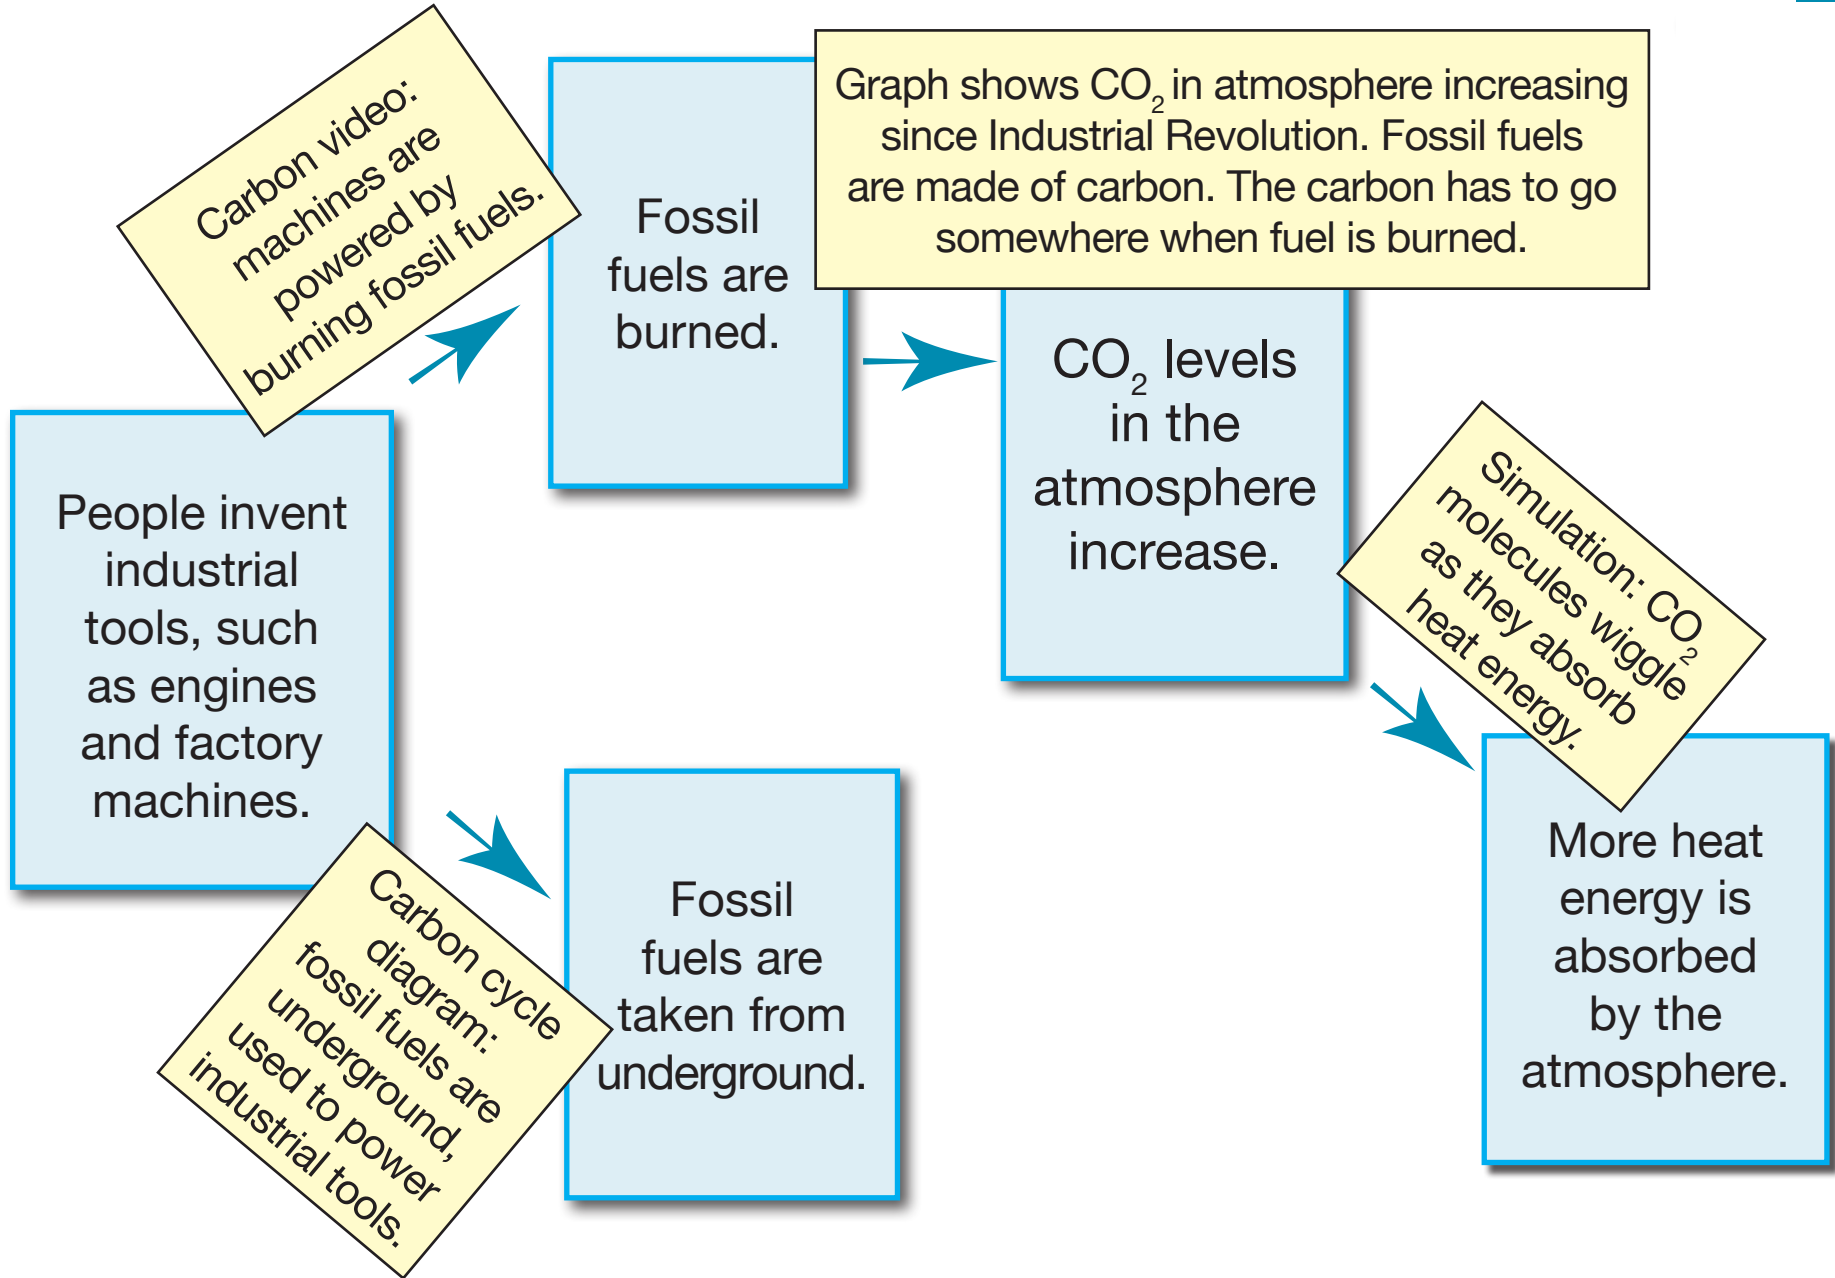 Carbon video:
machines are
powered by
burning fossil fuels.
Fossil
fuels are
burned.
Graph shows CO₂ in atmosphere increasing
since Industrial Revolution. Fossil fuels
are made of carbon. The carbon has to go
somewhere when fuel is burned.
CO₂ levels
in the
atmosphere
increase.
People invent
industrial
tools, such
as engines
and factory
machines.
Simulation: CO₂
molecules wiggle
as they absorb
heat energy.
Carbon cycle
diagram:
fossil fuels are
underground,
used to power
industrial tools.
Fossil
fuels are
taken from
underground.
More heat
energy is
absorbed
by the
atmosphere.